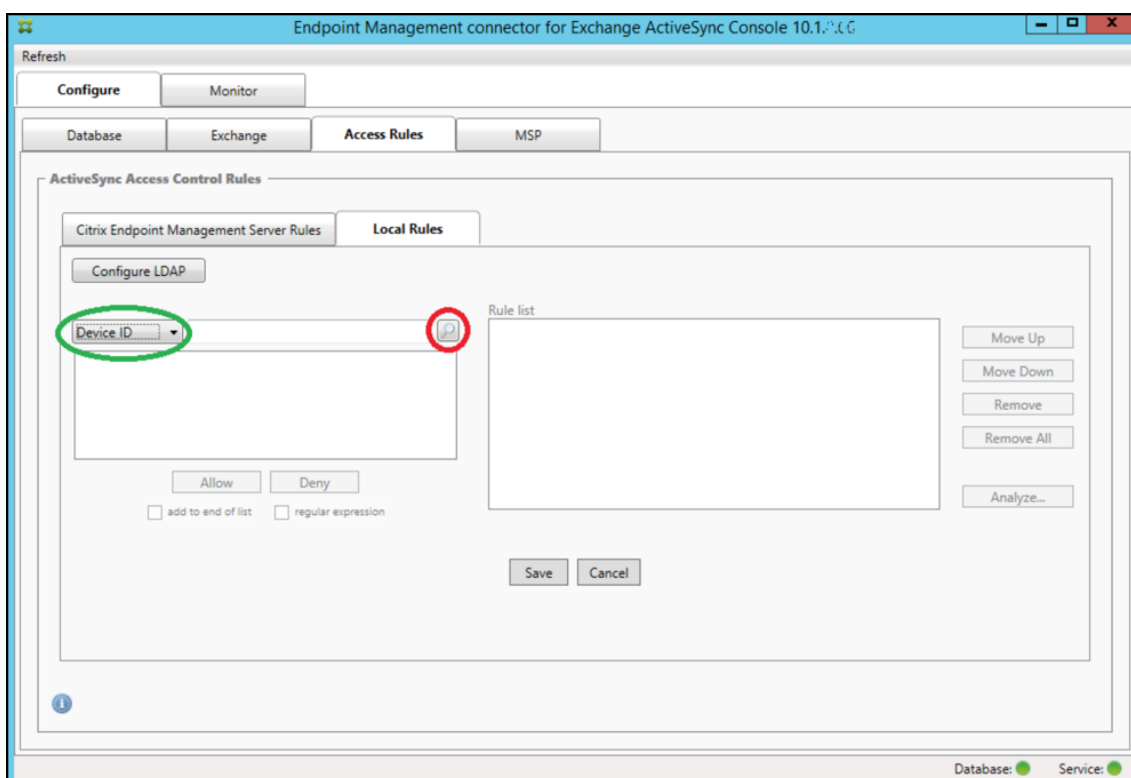 Endpoint Management connector for Exchange ActiveSync Console 10.1.
Refresh
Configure Monitor
Database Exchange Access Rules MSP
ActiveSync Access Control Rules
Citrix Endpoint Management Server Rules Local Rules
Configure LDAP
Rule list
Device ID
Move Up
Move Down
Remove
Remove All
Allow Deny
Analyze...
add to end of list regular expression
Save Cancel
Database: Service: